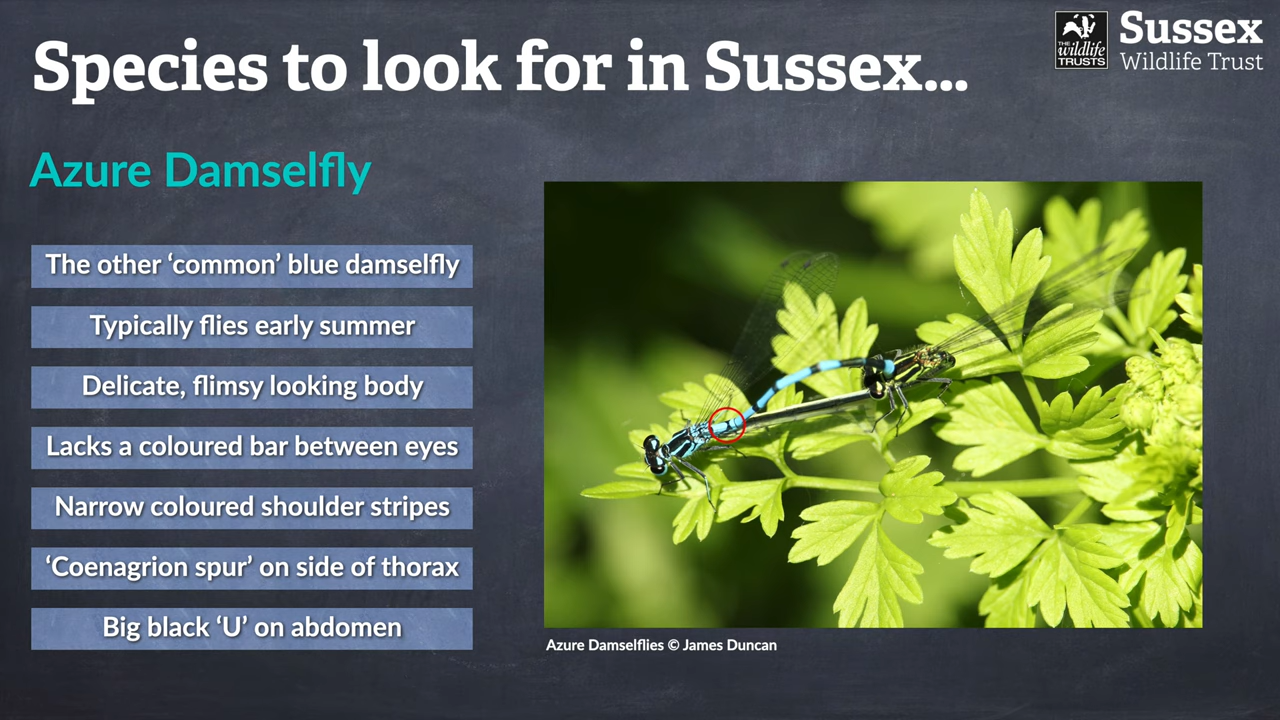 Species to look for in Sussex...
THE
wildlife
TRUSTS
Sussex
Wildlife Trust
Azure Damselfly
The other ‘common’ blue damselfly
Typically flies early summer
Delicate, flimsy looking body
Lacks a coloured bar between eyes
Narrow coloured shoulder stripes
‘Coenagrion spur’ on side of thorax
Big black ‘U’ on abdomen
Azure Damselflies © James Duncan